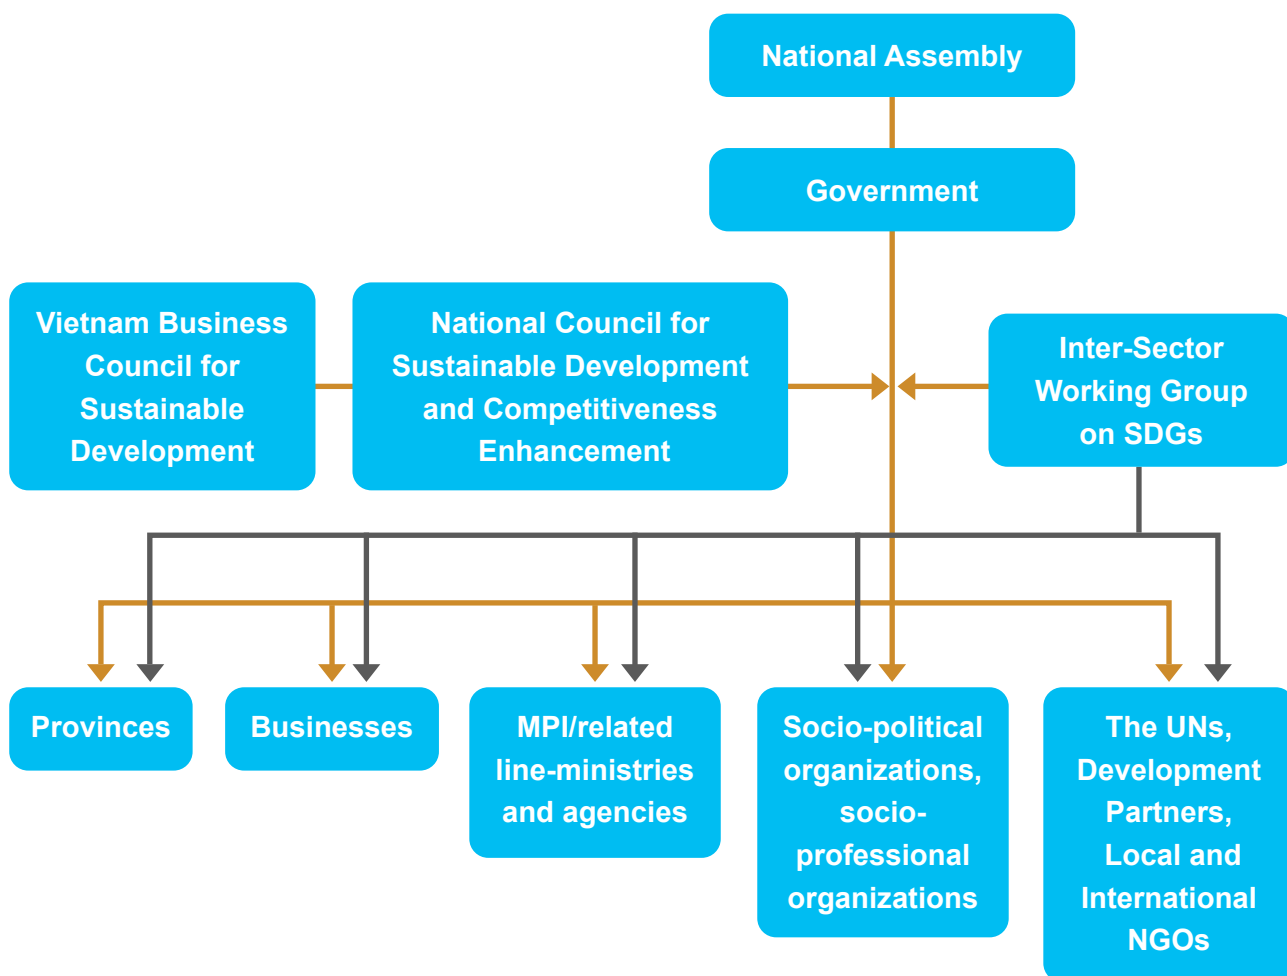 National Assembly
Government
Vietnam Business
Council for
Sustainable
Development
National Council for
Sustainable Development
and Competitiveness
Enhancement
Inter-Sector
Working Group
on SDGs
Provinces
Businesses
MPI/related
line-ministries
and agencies
Socio-political
organizations,
socio-
professional
organizations
The UNs,
Development
Partners,
Local and
International
NGOs